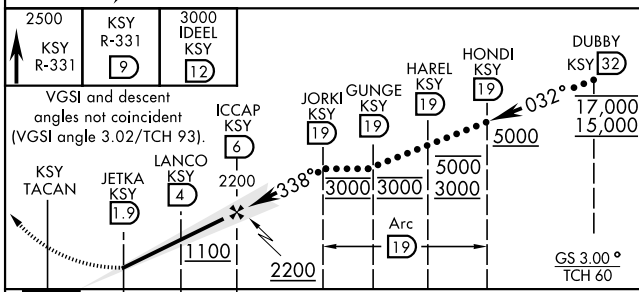 2500
KSY
R-331
KSY
R-331
9
3000
IDEEL
KSY
12
VGSI and descent
angles not coincident
(VGSI angle 3.02/TCH 93).
KSY
TACAN
JETKA
KSY
1.9
LANCO
KSY
4
ICCAP
KSY
6
2200
JORKI
KSY
19
GUNGE
KSY
19
HAREL
KSY
19
HONDI
KSY
19
DUBBY
KSY 32
032°
17,000
15,000
5000
5000
3000
3000
3000
338°
1100
2200
Arc
19
GS 3.00°
TCH 60